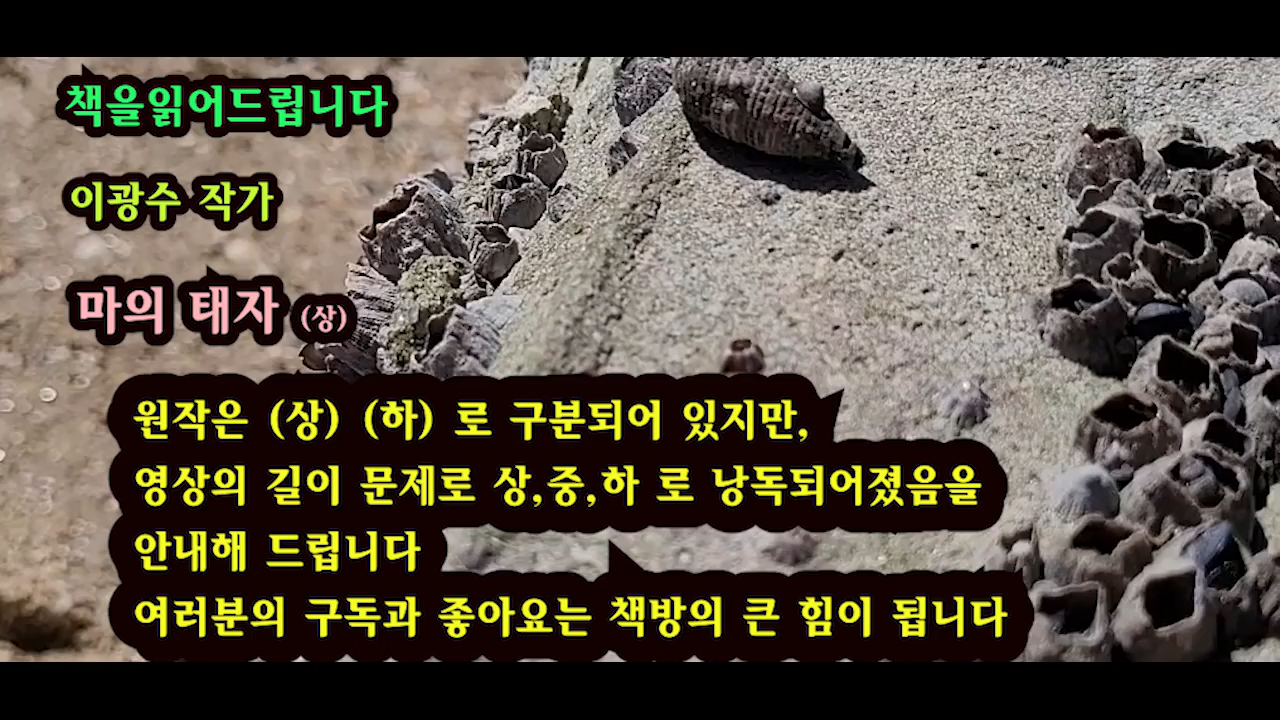 책을읽어드립니다
이광수 작가
마의 태자 (상)
원작은 (상) (하) 로 구분되어 있지만,
영상의 길이 문제로 상,중,하 로 낭독되어졌음을
안내해 드립니다
여러분의 구독과 좋아요는 책방의 큰 힘이 됩니다